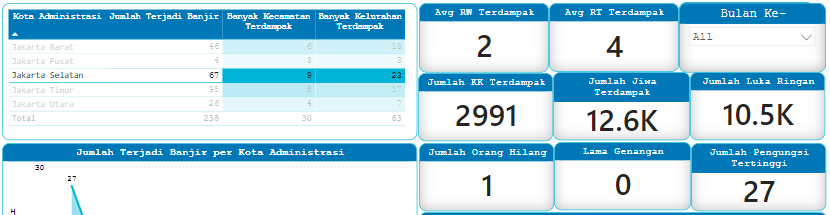 Kota Administrasi Jumlah Terjadi Banjir Banyak Kecamatan Terdampak Banyak Kelurahan Terdampak
Jakarta Barat 46 6 13
Jakarta Pusat 4 3 3
Jakarta Selatan 67 9 23
Jakarta Timur 95 8 17
Jakarta Utara 26 4 7
Total 238 30 63
Avg RW Terdampak
2
Avg RT Terdampak
4
Bulan Ke-
All
Jumlah KK Terdampak
2991
Jumlah Jiwa
Terdampak
12.6K
Jumlah Luka Ringan
10.5K
Jumlah Terjadi Banjir per Kota Administrasi
30
27
4
Jumlah Orang Hilang
1
Lama Genangan
0
Jumlah Pengungsi
Tertinggi
27